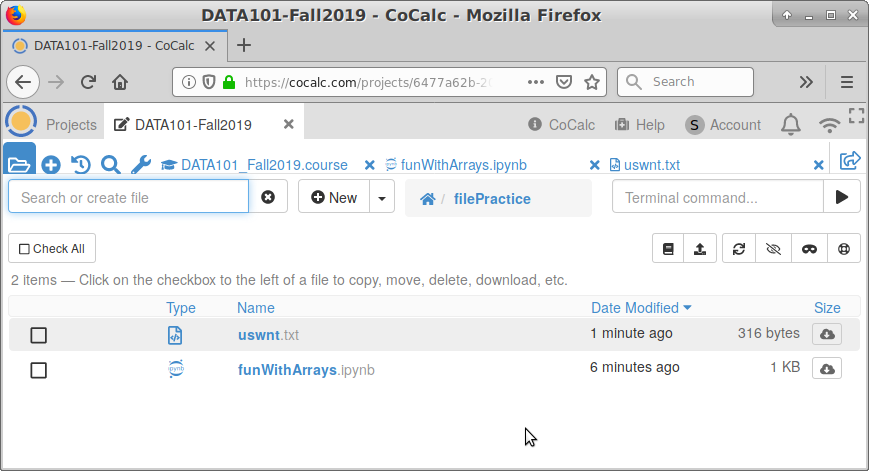 DATA101-Fall2019 - CoCalc - Mozilla Firefox
DATA101-Fall2019 - CoCalc
https://cocalc.com/projects/6477a62b-2
Search
Projects
DATA101-Fall2019
CoCalc
Help
S Account
DATA101_Fall2019.course
ipynb funWithArrays.ipynb
uswnt.txt
Search or create file
New
/ filePractice
Terminal command...
Check All
2 items — Click on the checkbox to the left of a file to copy, move, delete, download, etc.
Type Name Date Modified Size
uswnt.txt 1 minute ago 316 bytes
ipynb funWithArrays.ipynb 6 minutes ago 1 KB